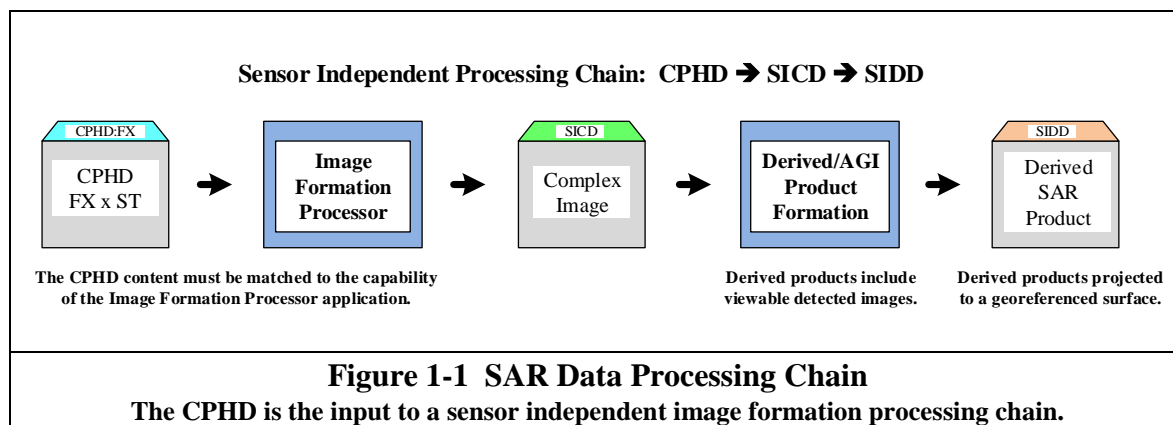 Sensor Independent Processing Chain: CPHD ➔ SICD ➔ SIDD
CPHD:FX
CPHD
FX x ST
Image
Formation
Processor
SICD
Complex
Image
Derived/AGI
Product
Formation
SIDD
Derived
SAR
Product
The CPHD content must be matched to the capability
of the Image Formation Processor application.
Derived products include
viewable detected images.
Derived products projected
to a georeferenced surface.
Figure 1-1 SAR Data Processing Chain
The CPHD is the input to a sensor independent image formation processing chain.